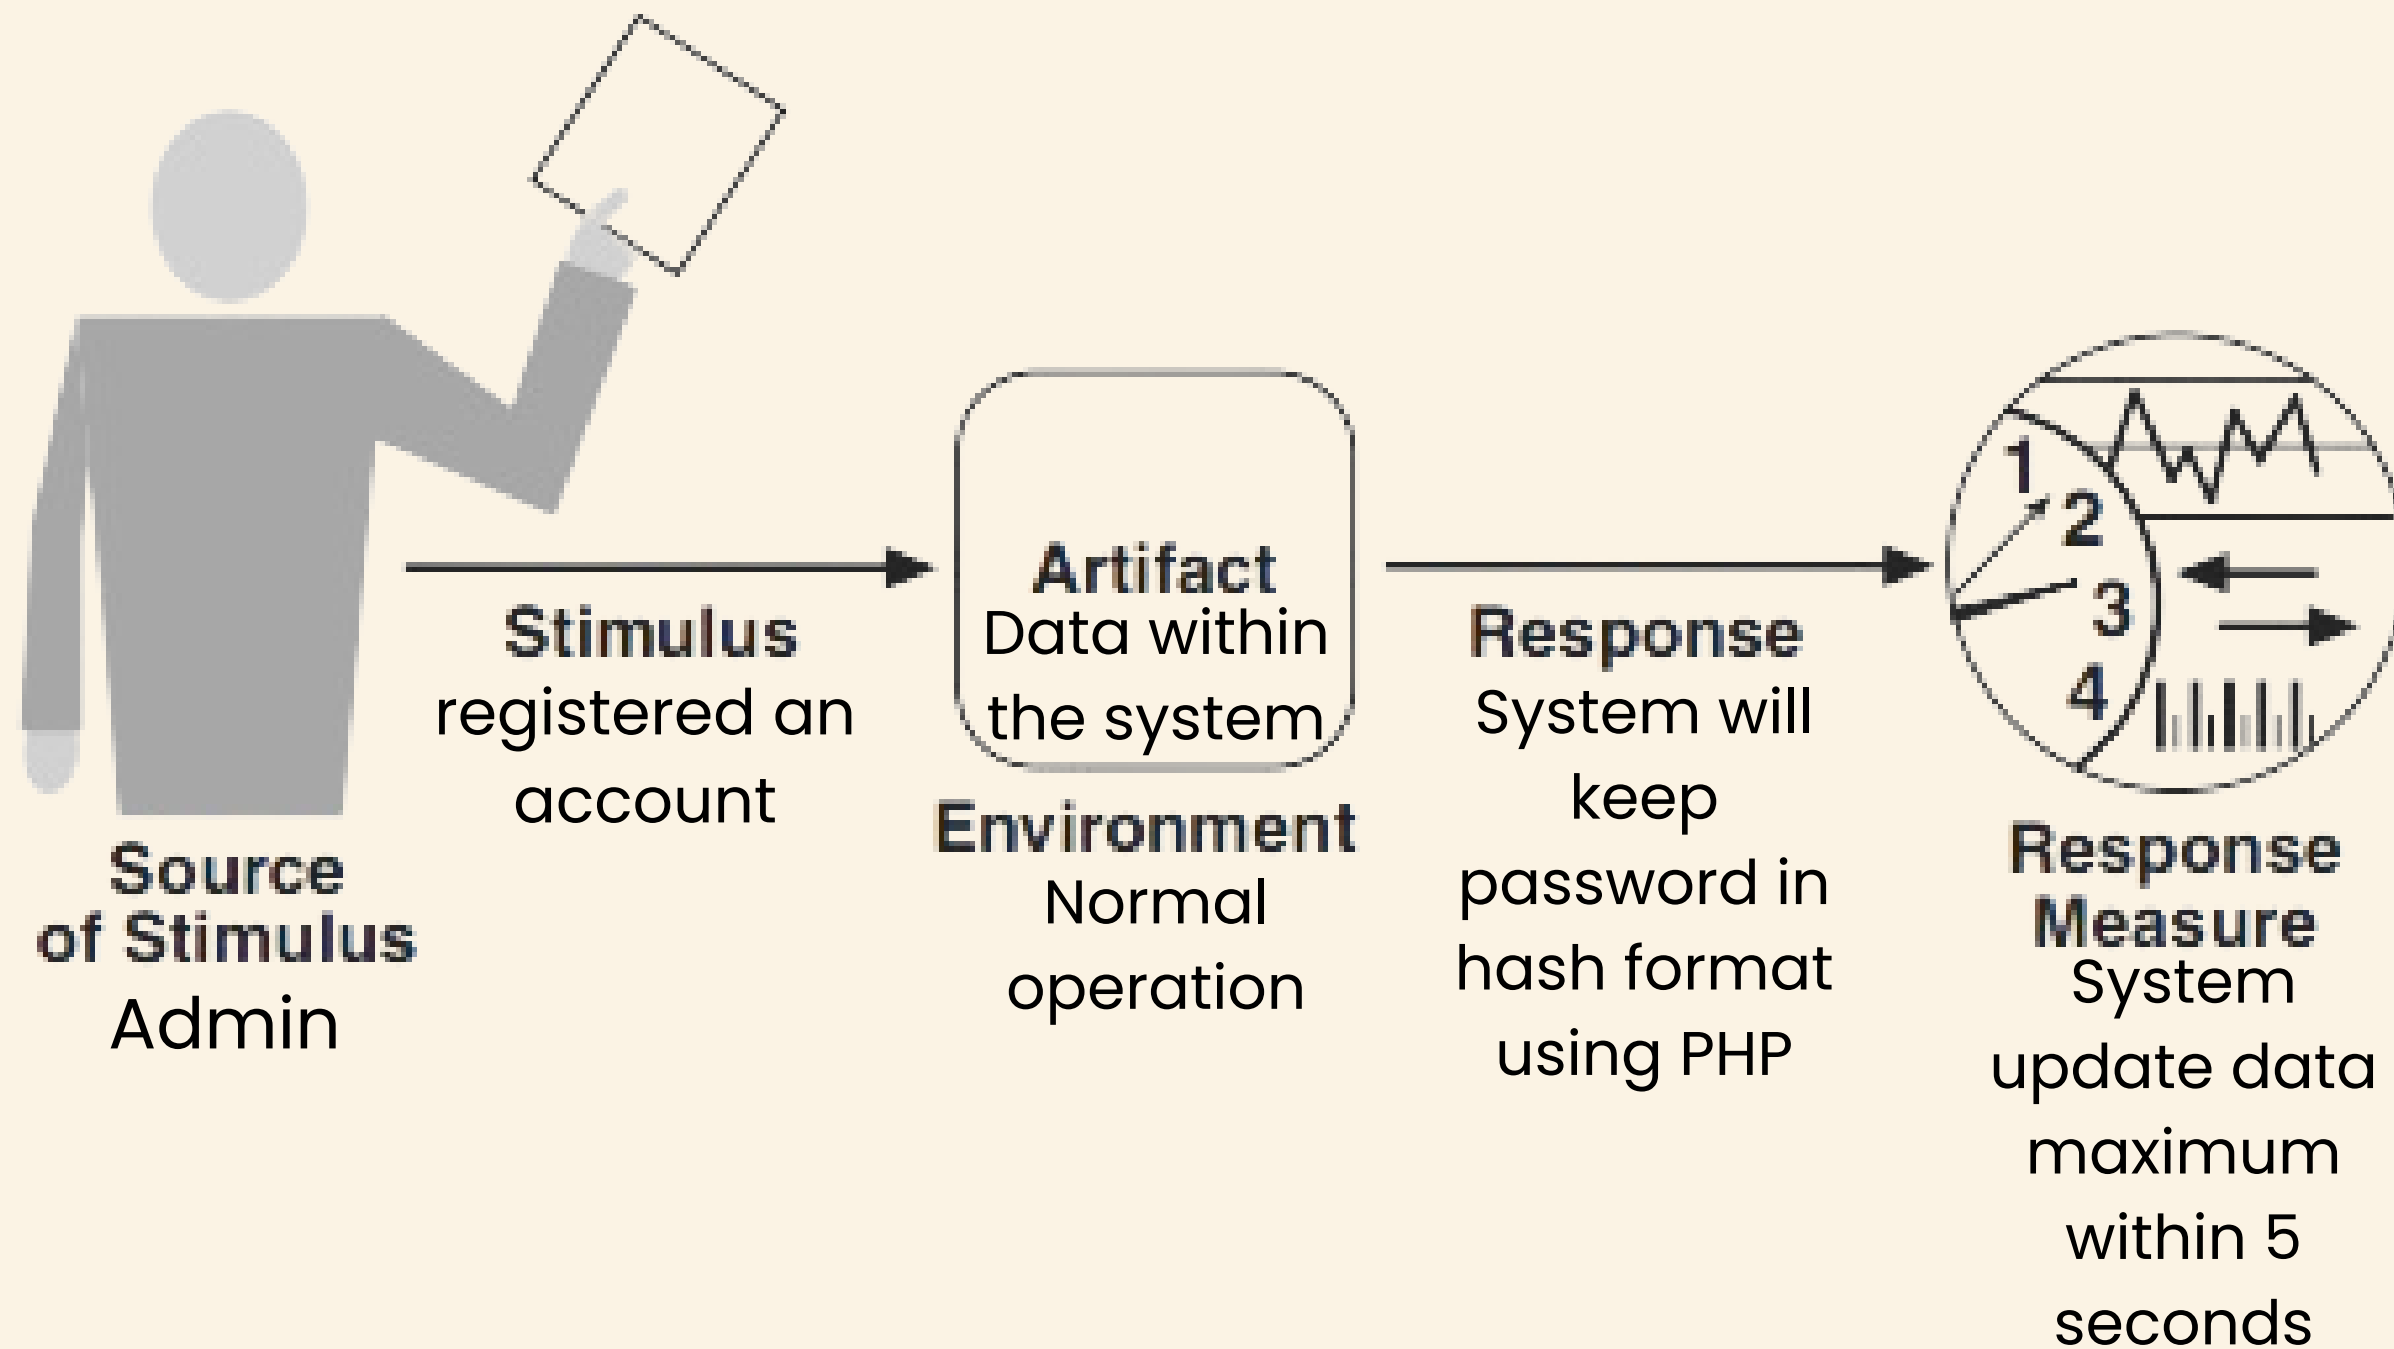 Source
of Stimulus
Admin
Stimulus
registered an
account
Artifact
Data within
the system
Environment
Normal
operation
Response
System will
keep
password in
hash format
using PHP
1
2
3
4
Response
Measure
System
update data
maximum
within 5
seconds